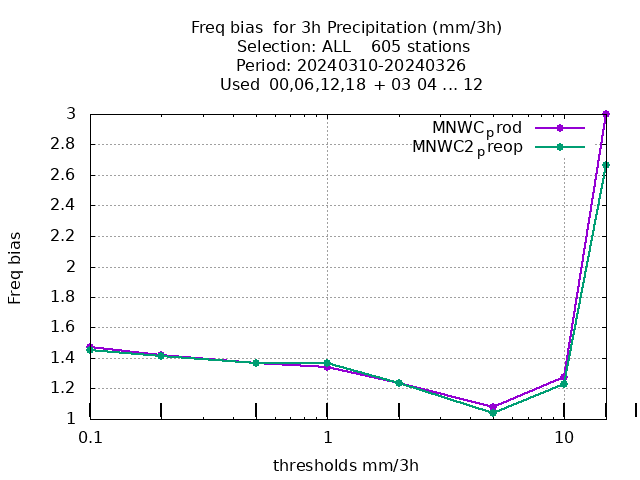 Freq bias  for 3h Precipitation (mm/3h)
Selection: ALL    605 stations
Period: 20240310-20240326
Used 00,06,12,18 + 03 04 ... 12
MNWCprod
MNWC2preop
3
2.8
2.6
2.4
2.2
2
1.8
1.6
1.4
1.2
1
Freq bias
0.1
1
10
thresholds mm/3h